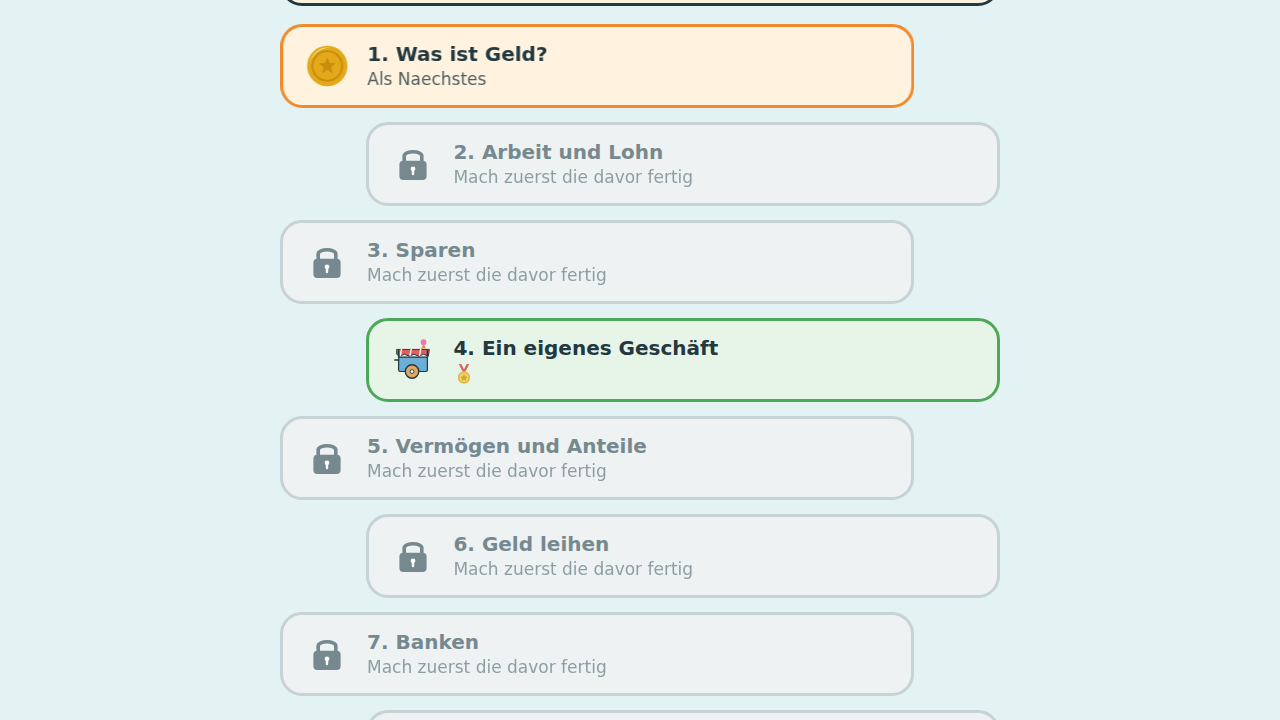 1. Was ist Geld?
Als Naechstes
2. Arbeit und Lohn
Mach zuerst die davor fertig
3. Sparen
Mach zuerst die davor fertig
4. Ein eigenes Geschäft
5. Vermögen und Anteile
Mach zuerst die davor fertig
6. Geld leihen
Mach zuerst die davor fertig
7. Banken
Mach zuerst die davor fertig